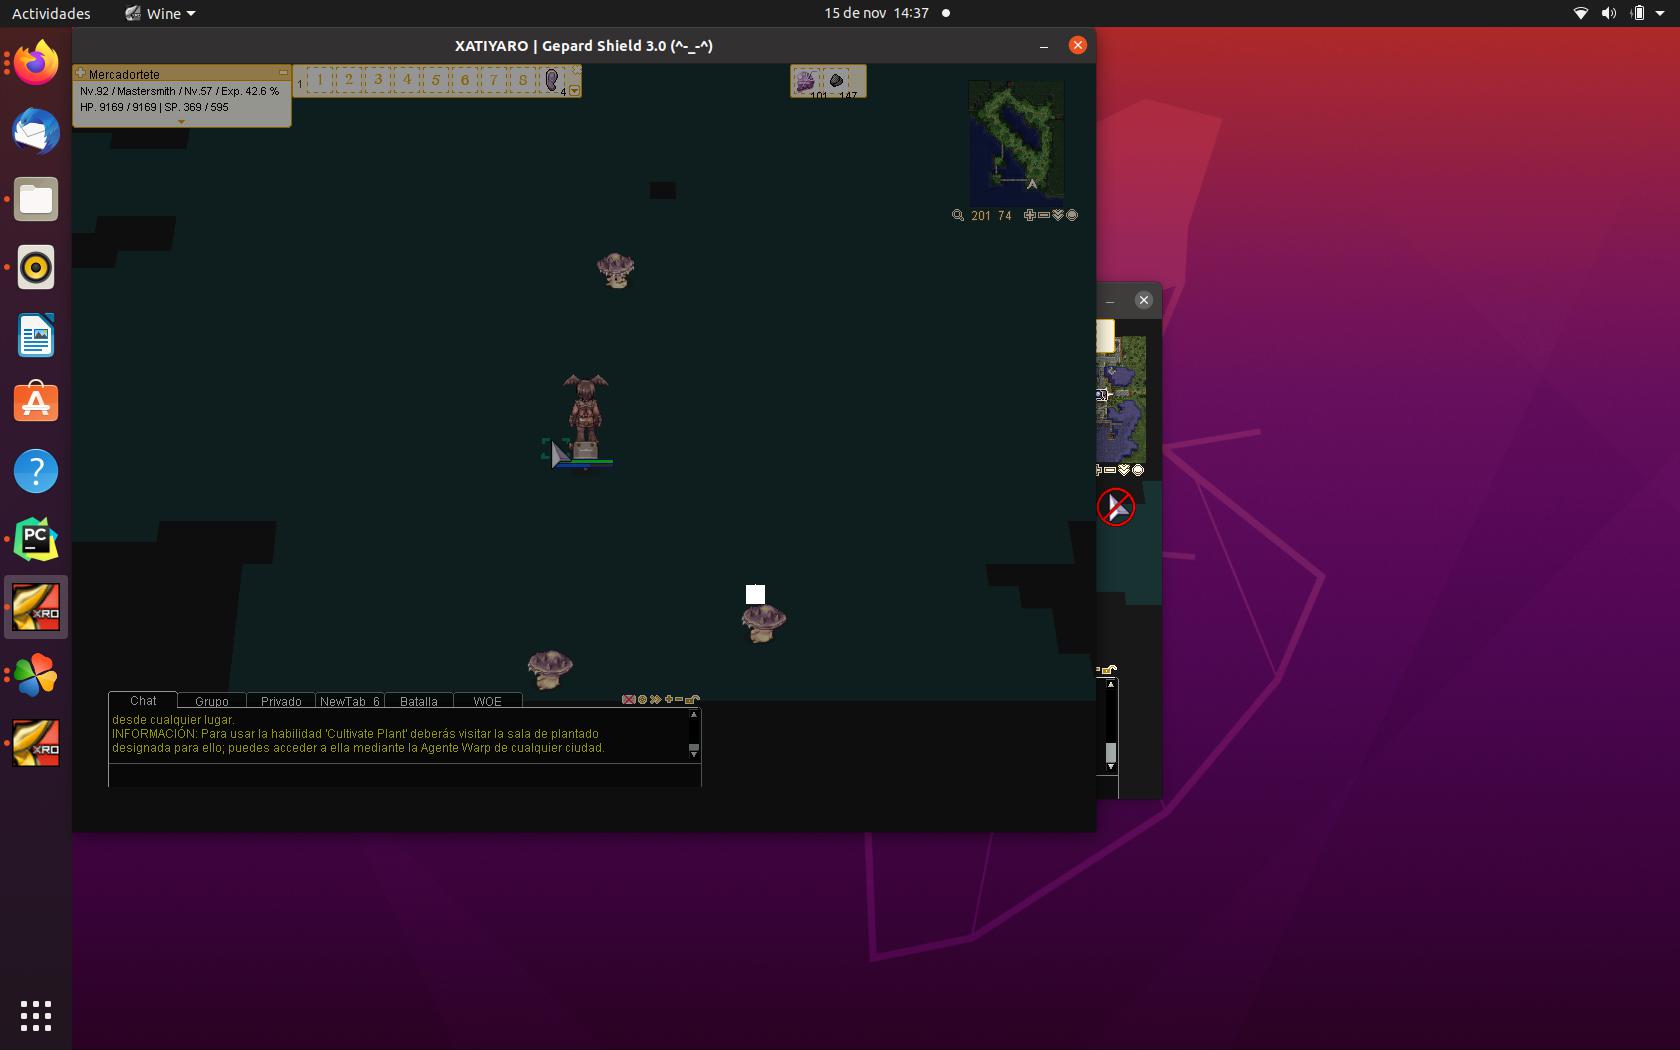 Actividades
Wine
15 de nov 14:37
XATIYARO | Gepard Shield 3.0 (^-_-^)
Mercadortete
Nv.92 / Mastersmith / Nv.57 / Exp. 42.6 %
HP. 9169 / 9169 | SP. 369 / 595
1 1 2 3 4 5 6 7 8 4
101 147
201 74
PC
XRO
XRO
Chat Grupo Privado NewTab 6 Batalla WOE
desde cualquier lugar.
INFORMACIÓN: Para usar la habilidad 'Cultivate Plant' deberás visitar la sala de plantado
designada para ello; puedes acceder a ella mediante la Agente Warp de cualquier ciudad.